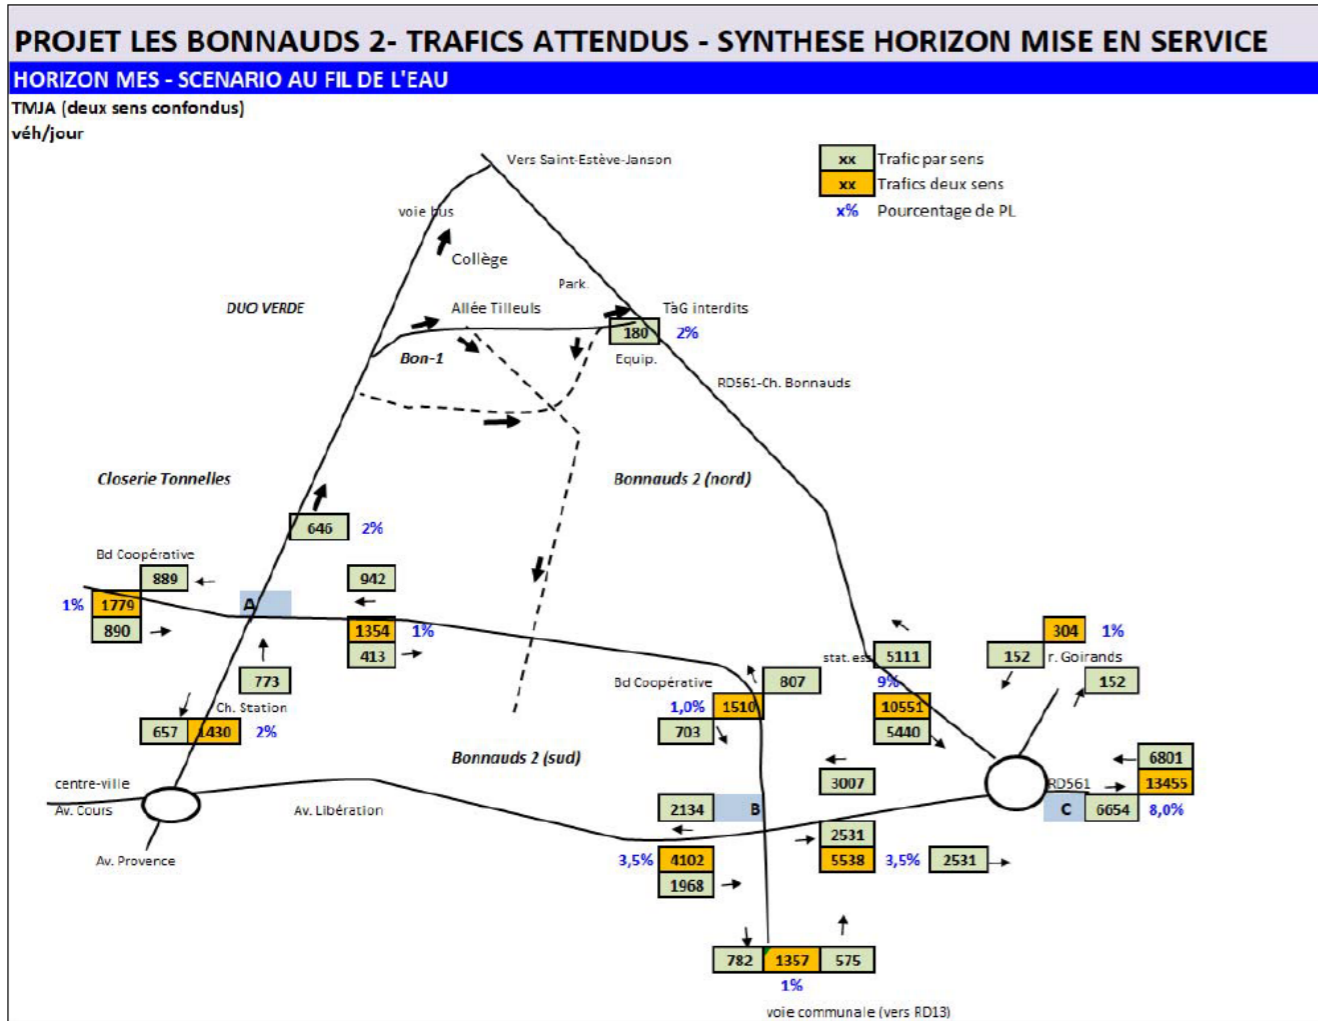 PROJET LES BONNAUDS 2- TRAFICS ATTENDUS - SYNTHESE HORIZON MISE EN SERVICE
HORIZON MES - SCENARIO AU FIL DE L'EAU
TMJA (deux sens confondus)
véh/jour
xx Trafic par sens
xx Trafics deux sens
x% Pourcentage de PL
Vers Saint-Estève-Janson
voie bus
Collège
Park.
DUO VERDE
Allée Tilleuls
TàG interdits
180 2%
Bon-1
Equip.
RD561-Ch. Bonnauds
Closerie Tonnelles
Bonnauds 2 (nord)
646 2%
Bd Coopérative
889
942
1% 1779
A
890
1354 1%
413
304 1%
stat. ess 5111
152 r. Goirands
773
Bd Coopérative
807
9%
152
Ch. Station
1,0% 1510
10551
657 1430 2%
703
5440
Bonnauds 2 (sud)
6801
3007
centre-ville
RD561
13455
Av. Cours
Av. Libération
2134 B
C 6654 8,0%
2531
Av. Provence
3,5% 4102
5538 3,5% 2531
1968
782 1357 575
1%
voie communale (vers RD13)